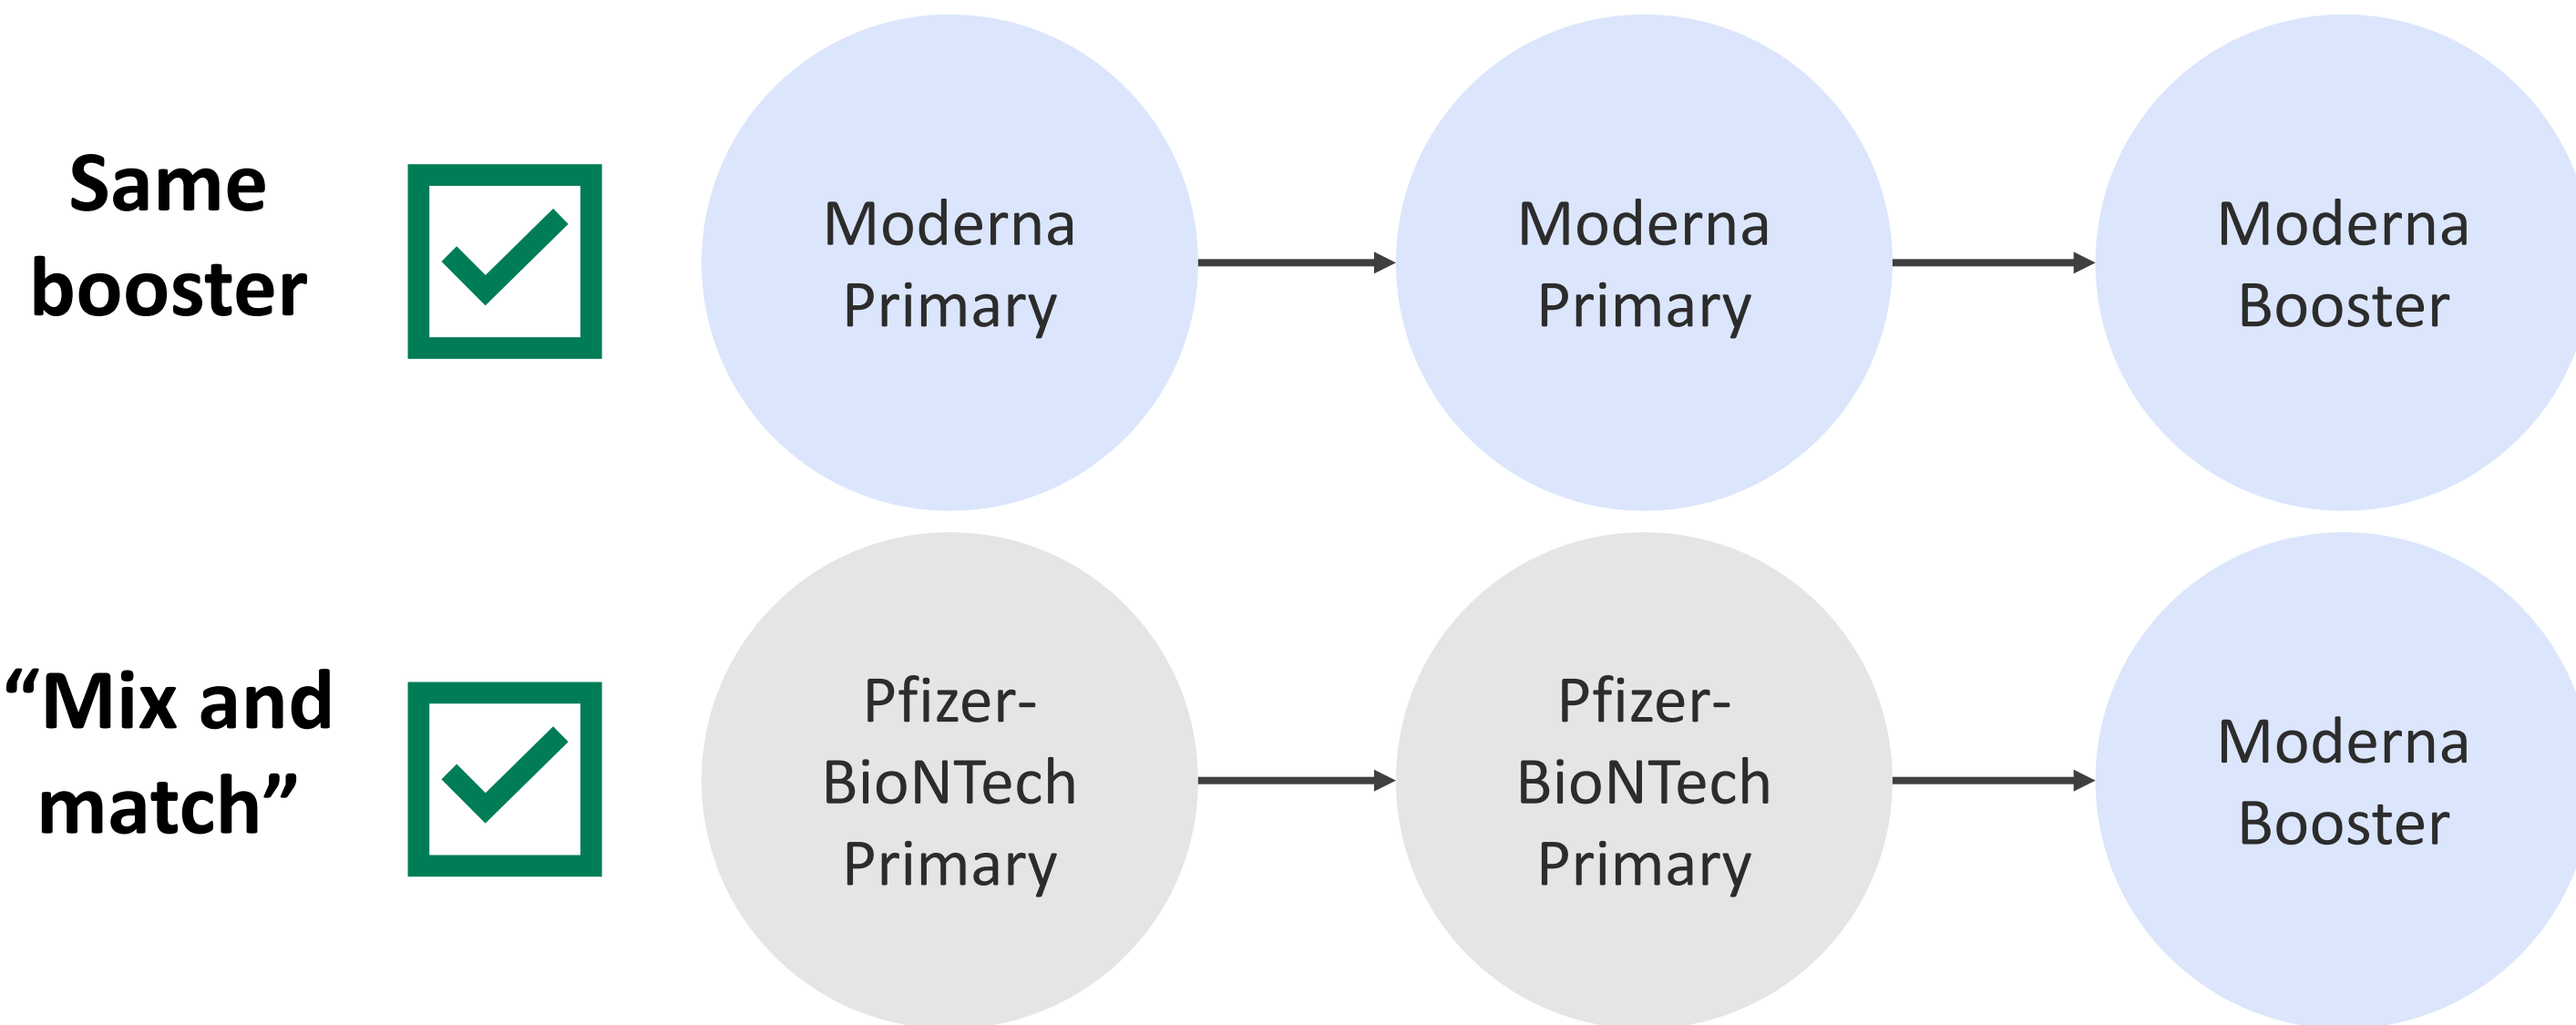 Same
booster
Moderna
Primary
Moderna
Primary
Moderna
Booster
“Mix and
match”
Pfizer-
BioNTech
Primary
Pfizer-
BioNTech
Primary
Moderna
Booster